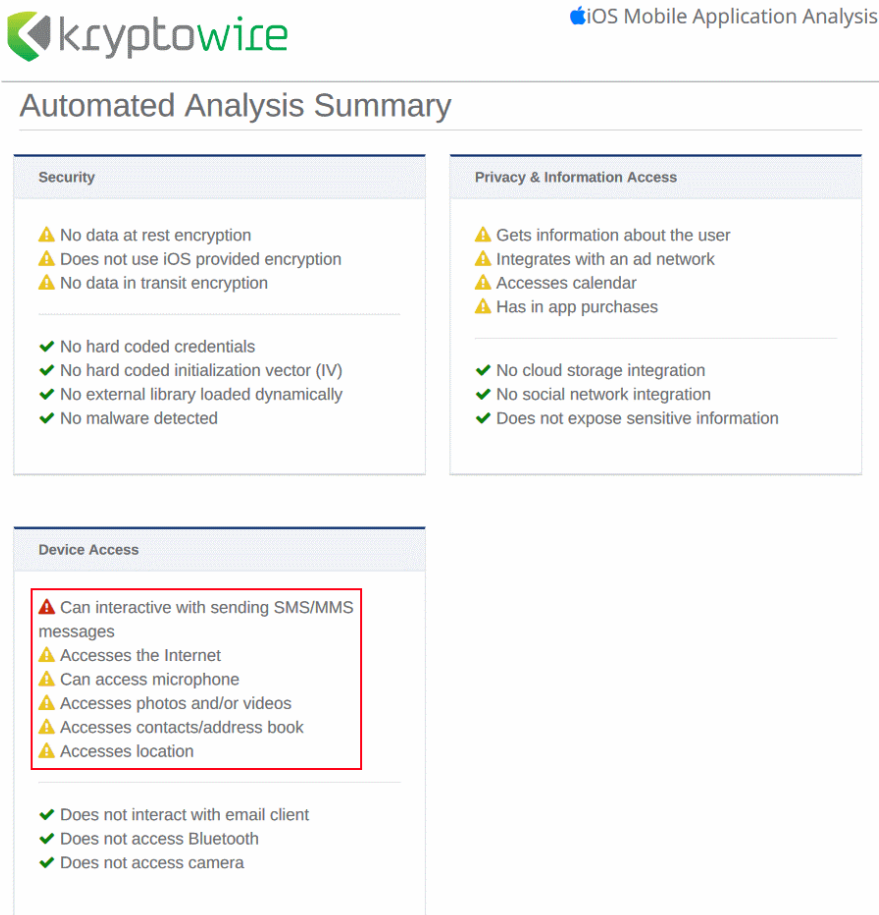 kryptowire
iOS Mobile Application Analysis
Automated Analysis Summary
Security
No data at rest encryption
Does not use iOS provided encryption
No data in transit encryption
No hard coded credentials
No hard coded initialization vector (IV)
No external library loaded dynamically
No malware detected
Privacy & Information Access
Gets information about the user
Integrates with an ad network
Accesses calendar
Has in app purchases
No cloud storage integration
No social network integration
Does not expose sensitive information
Device Access
Can interactive with sending SMS/MMS
messages
Accesses the Internet
Can access microphone
Accesses photos and/or videos
Accesses contacts/address book
Accesses location
Does not interact with email client
Does not access Bluetooth
Does not access camera